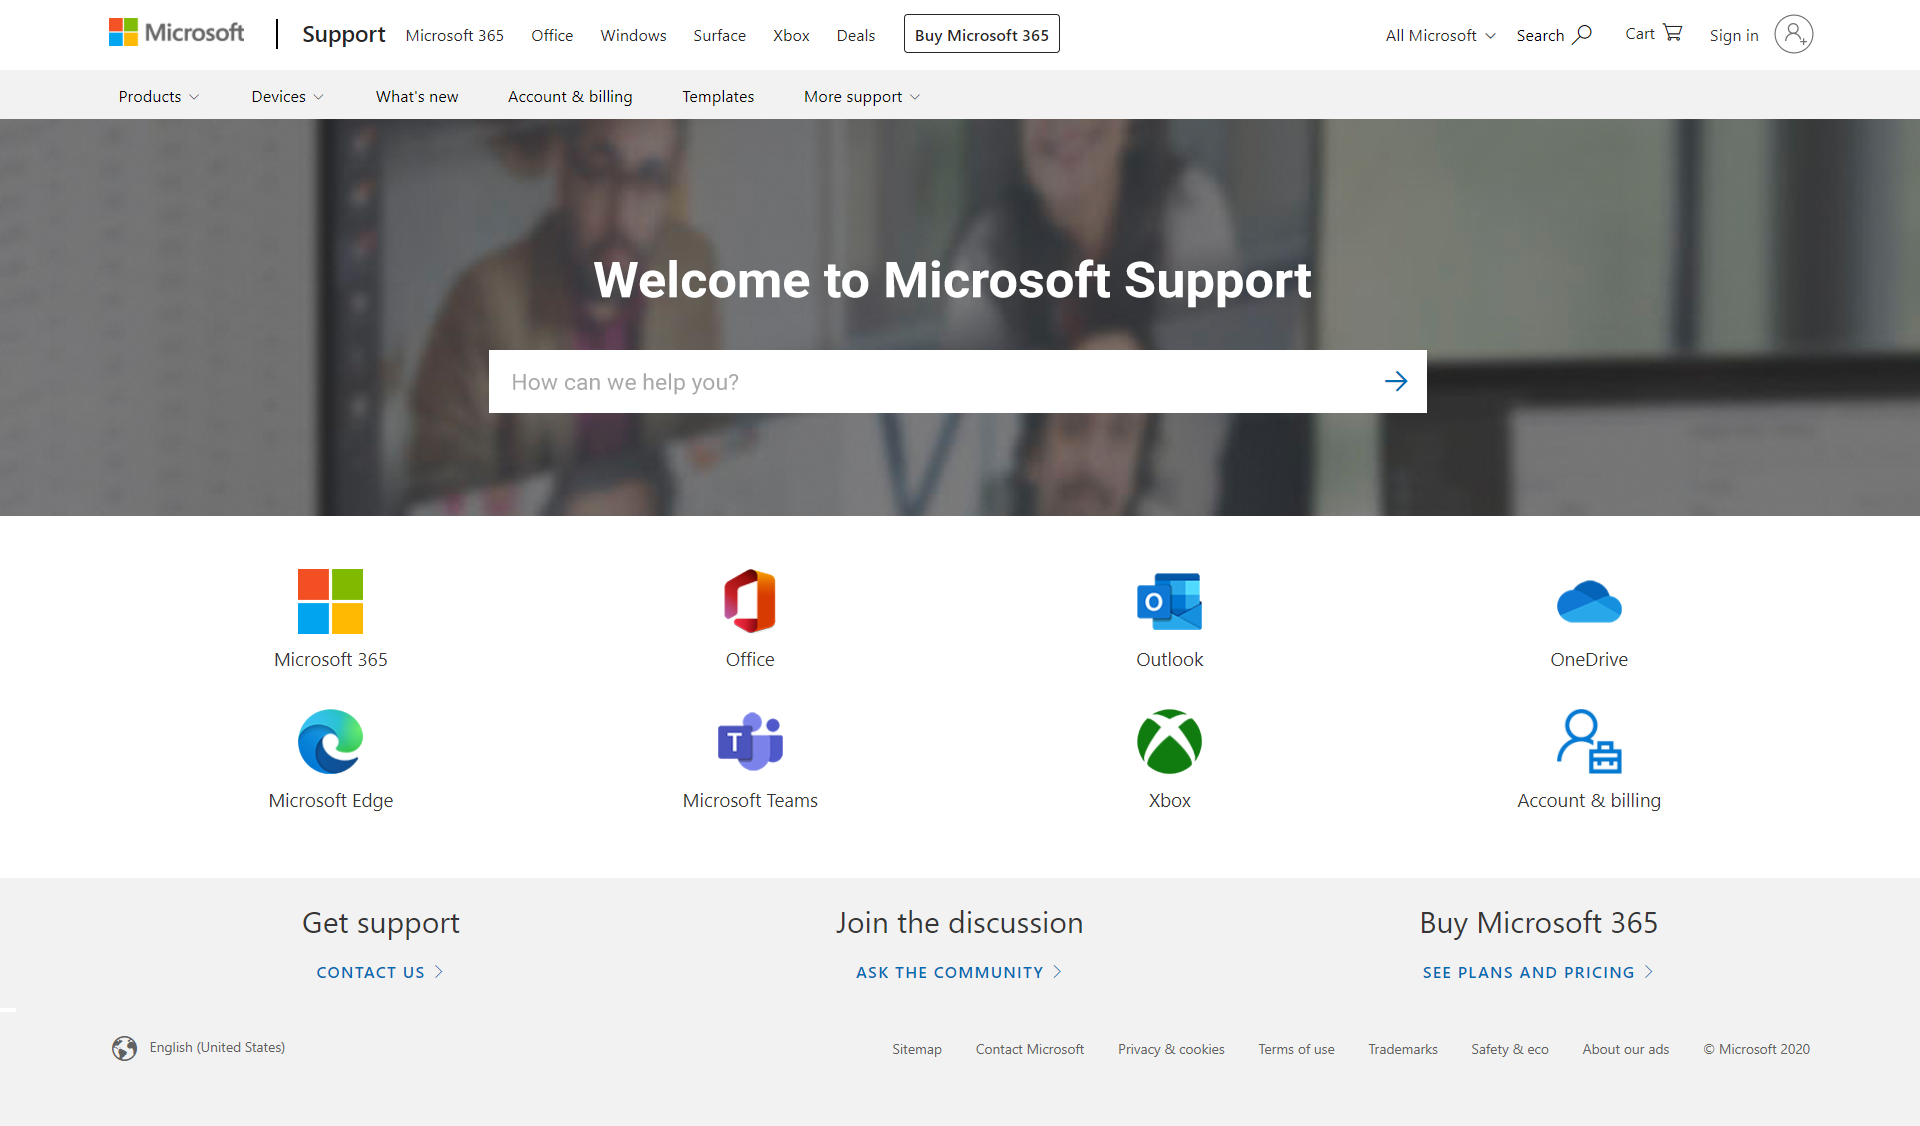 Microsoft Support Microsoft 365 Office Windows Surface Xbox Deals Buy Microsoft 365 All Microsoft Search Cart Sign in
Products Devices What's new Account & billing Templates More support
Welcome to Microsoft Support
How can we help you?
Microsoft 365 Office Outlook OneDrive
Microsoft Edge Microsoft Teams Xbox Account & billing
Get support Join the discussion Buy Microsoft 365
CONTACT US ASK THE COMMUNITY SEE PLANS AND PRICING
English (United States) Sitemap Contact Microsoft Privacy & cookies Terms of use Trademarks Safety & eco About our ads © Microsoft 2020